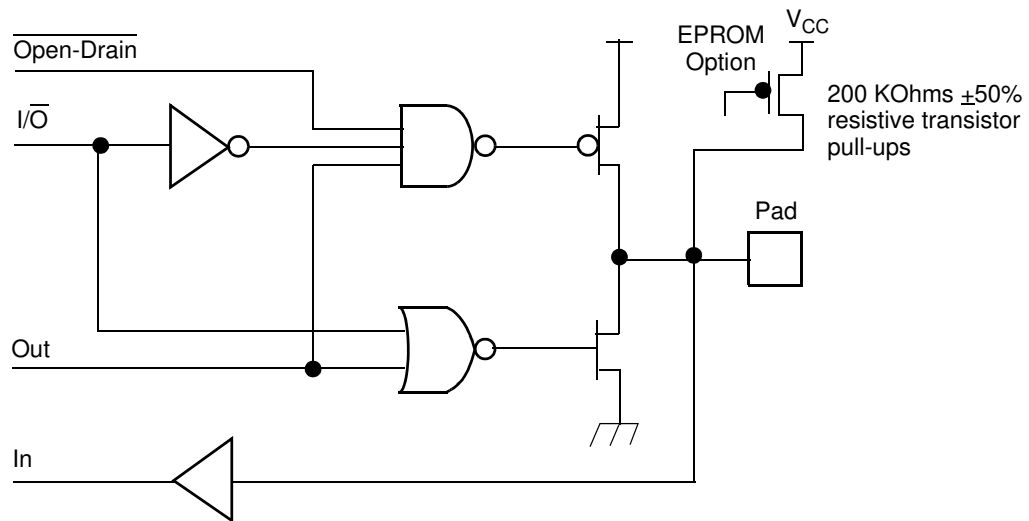 Open-Drain
I/O
Out
In
EPROM
Option
VCC
200 KOhms ±50%
resistive transistor
pull-ups
Pad